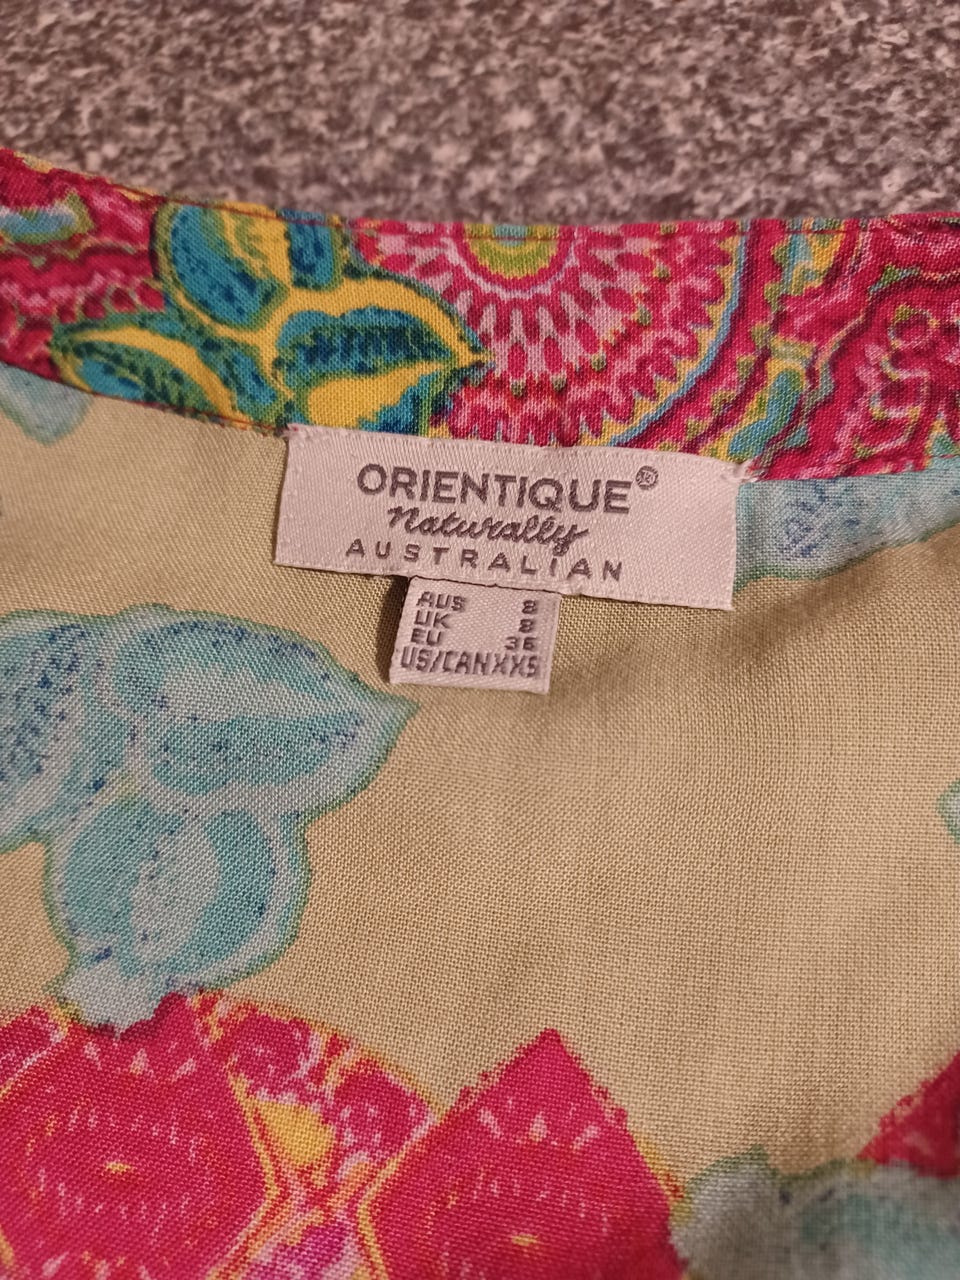 ORIENTIQUE®
Naturally
AUSTRALIAN
AUS 8
UK 8
EU 36
US/CAN XXS